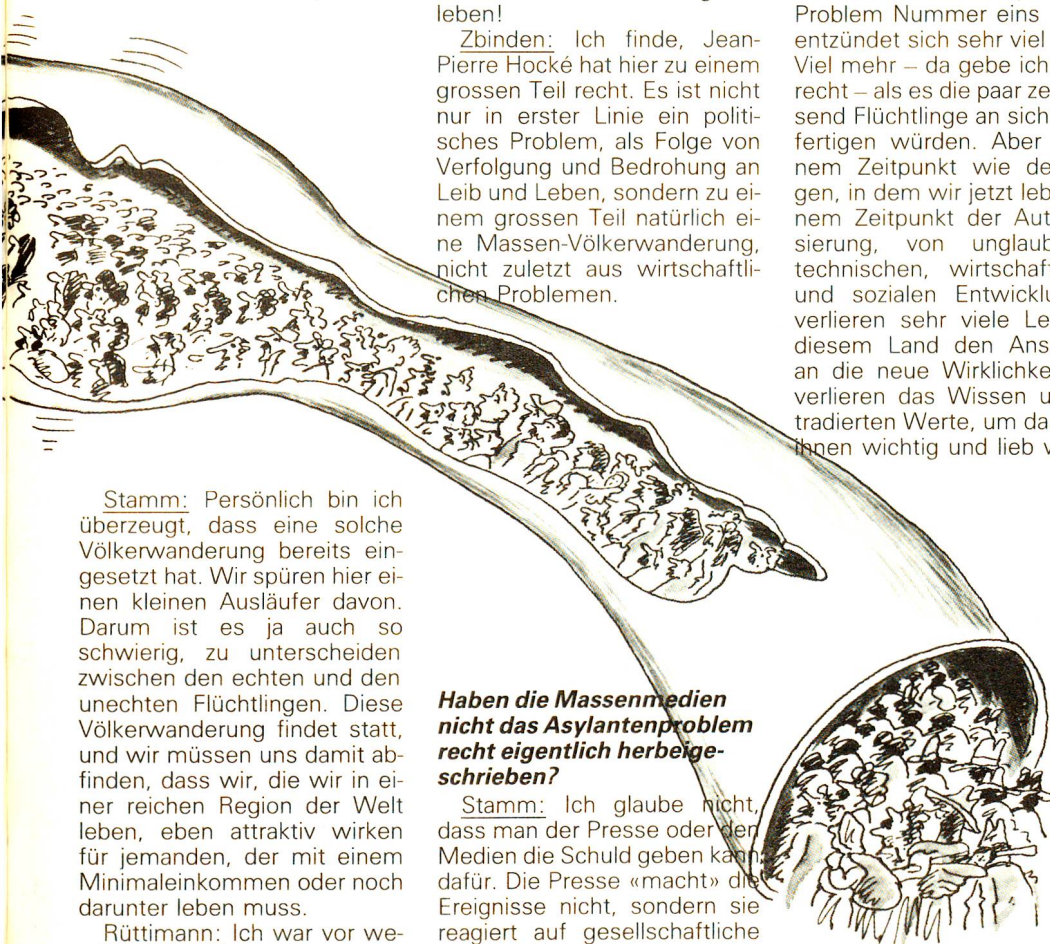 Stamm: Persönlich bin ich
überzeugt, dass eine solche
Völkerwanderung bereits ein-
gesetzt hat. Wir spüren hier ei-
nen kleinen Ausläufer davon.
Darum ist es ja auch so
schwierig, zu unterscheiden
zwischen den echten und den
unechten Flüchtlingen. Diese
Völkerwanderung findet statt,
und wir müssen uns damit ab-
finden, dass wir, die wir in ei-
ner reichen Region der Welt
leben, eben attraktiv wirken
für jemanden, der mit einem
Minimaleinkommen oder noch
darunter leben muss.
Rüttimann: Ich war vor we-
leben!
Zbinden: Ich finde, Jean-
Pierre Hocké hat hier zu einem
grossen Teil recht. Es ist nicht
nur in erster Linie ein politi-
sches Problem, als Folge von
Verfolgung und Bedrohung an
Leib und Leben, sondern zu ei-
nem grossen Teil natürlich ei-
ne Massen-Völkerwanderung,
nicht zuletzt aus wirtschaftli-
chen Problemen.
Haben die Massenmedien
nicht das Asylantenproblem
recht eigentlich herbeige-
schrieben?
Stamm: Ich glaube nicht,
dass man der Presse oder den
Medien die Schuld geben kann
dafür. Die Presse «macht» die
Ereignisse nicht, sondern sie
reagiert auf gesellschaftliche
Problem Nummer eins
entzündet sich sehr viel
Viel mehr – da gebe ich
recht – als es die paar ze
send Flüchtlinge an sich
fertigen würden. Aber
nem Zeitpunkt wie de
gen, in dem wir jetzt leb
nem Zeitpunkt der Aut
sierung, von unglaub
technischen, wirtschaf
und sozialen Entwicklu
verlieren sehr viele Le
diesem Land den Ans
an die neue Wirklichke
verlieren das Wissen u
tradierten Werte, um da
ihnen wichtig und lieb v